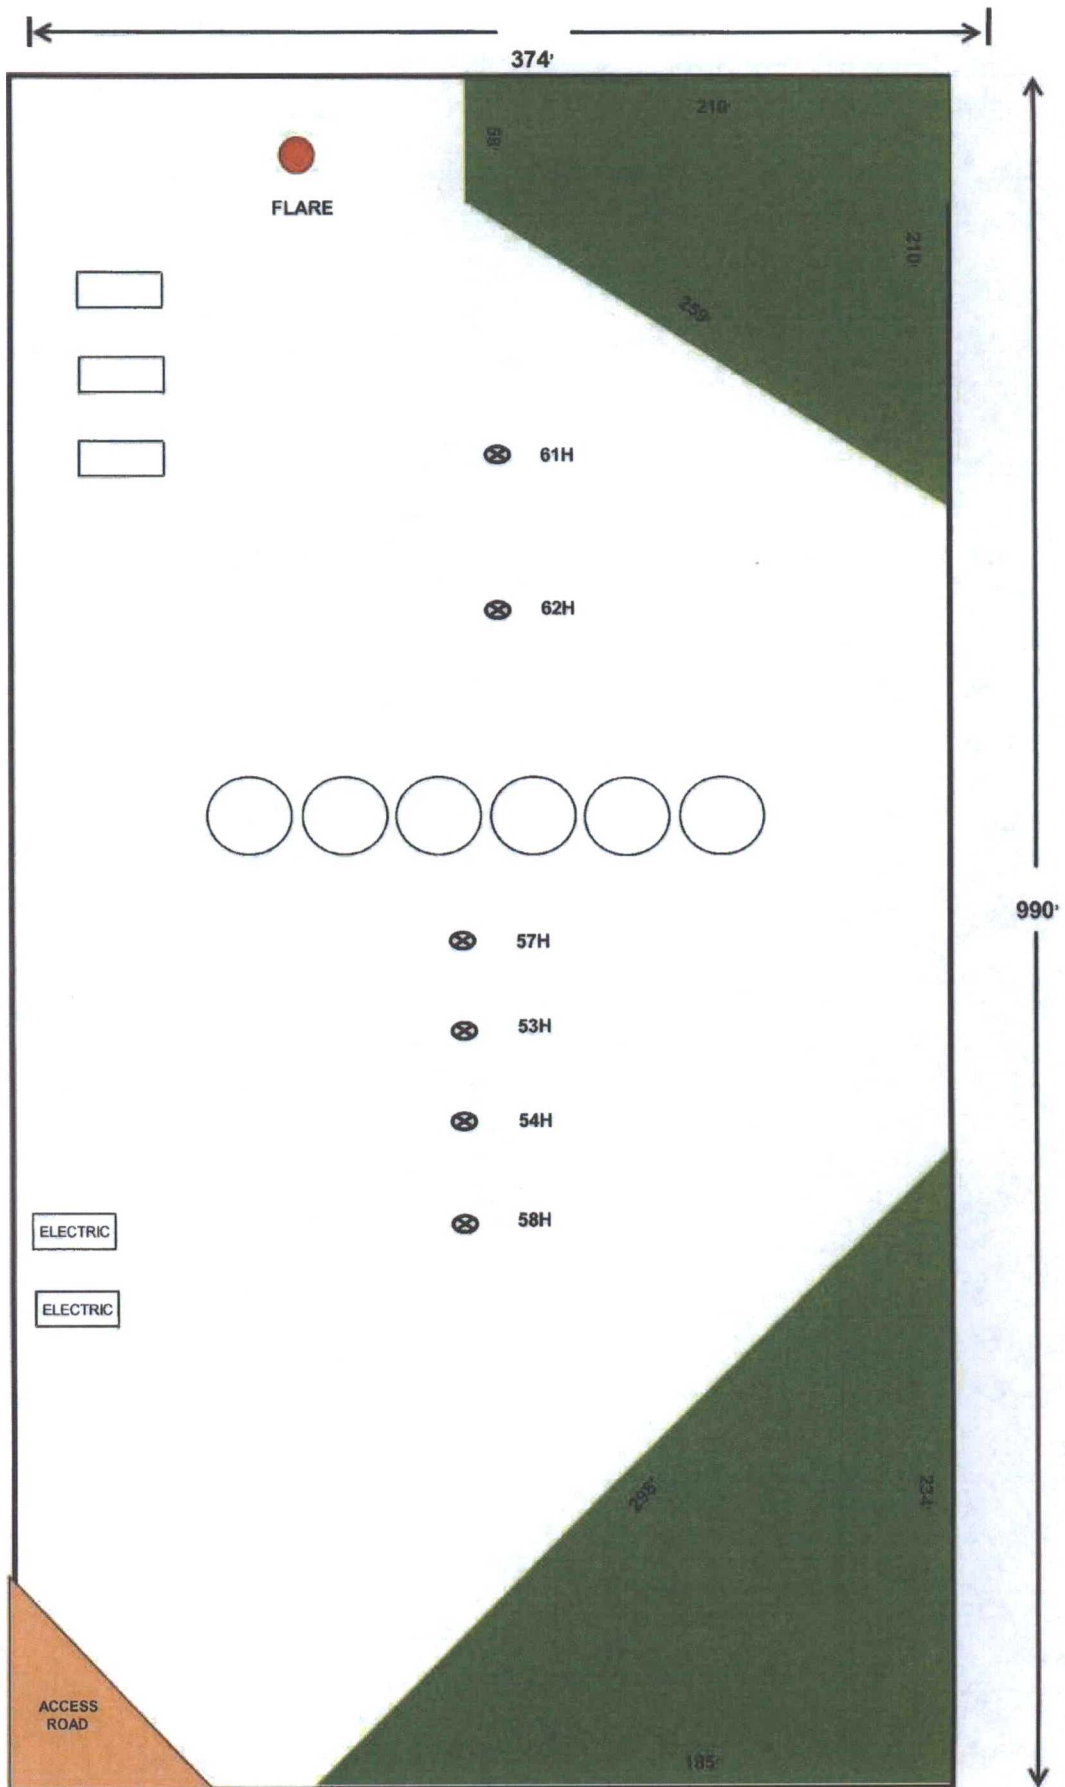 374'
210'
58'
FLARE
210'
259'
61H
62H
990'
57H
53H
54H
58H
ELECTRIC
ELECTRIC
234'
ACCESS
ROAD
185'